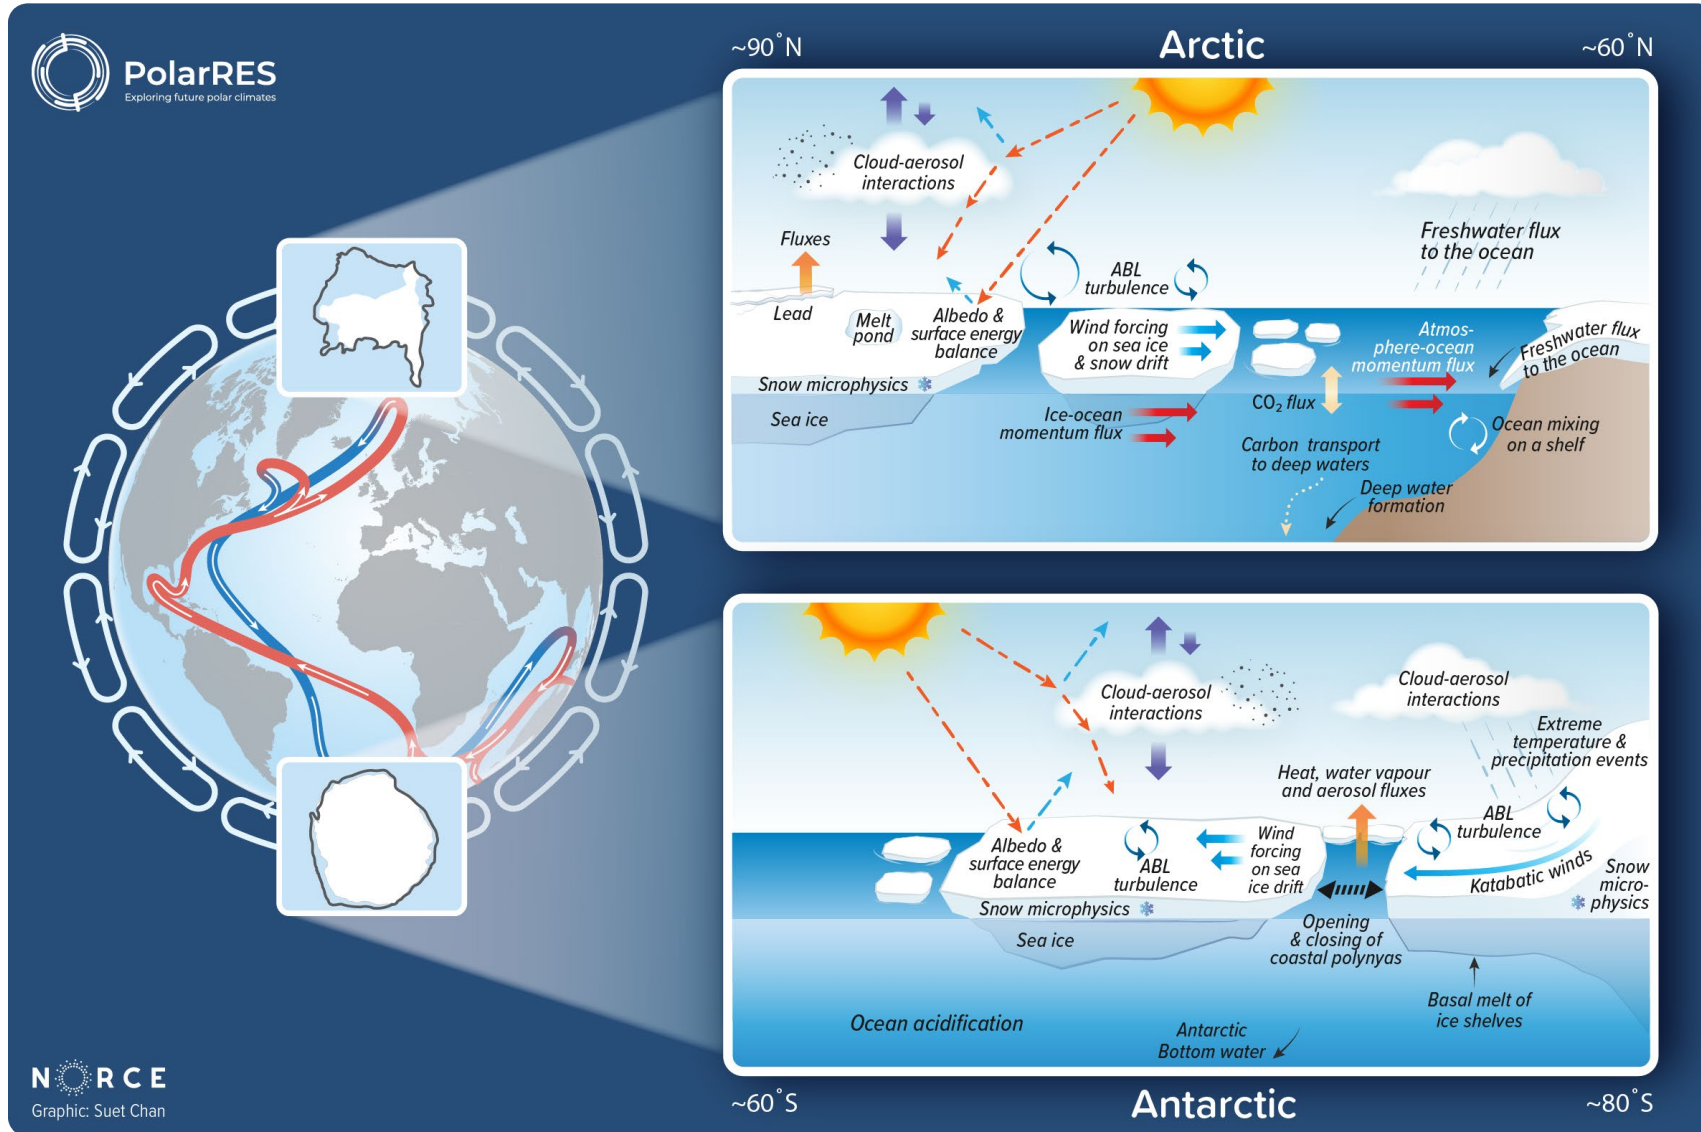 PolarRES
Exploring future polar climates
~90°N
Arctic
~60°N
Cloud-aerosol
interactions
Fluxes
Lead
Melt
pond
Albedo &
surface energy
balance
Snow microphysics
Sea ice
ABL
turbulence
Wind forcing
on sea ice
& snow drift
Ice-ocean
momentum flux
Freshwater flux
to the ocean
Atmos-
phere-ocean
momentum flux
CO₂ flux
Carbon transport
to deep waters
Freshwater flux
to the ocean
Ocean mixing
on a shelf
Deep water
formation
Cloud-aerosol
interactions
Cloud-aerosol
interactions
Extreme
temperature &
precipitation events
Heat, water vapour
and aerosol fluxes
ABL
turbulence
Albedo &
surface energy
balance
ABL
turbulence
Wind
forcing
on sea
ice drift
Katabatic winds
Snow
micro-
physics
Snow microphysics
Sea ice
Opening
& closing of
coastal polynyas
Basal melt of
ice shelves
Ocean acidification
Antarctic
Bottom water
~60°S
Antarctic
~80°S
NORCE
Graphic: Suet Chan